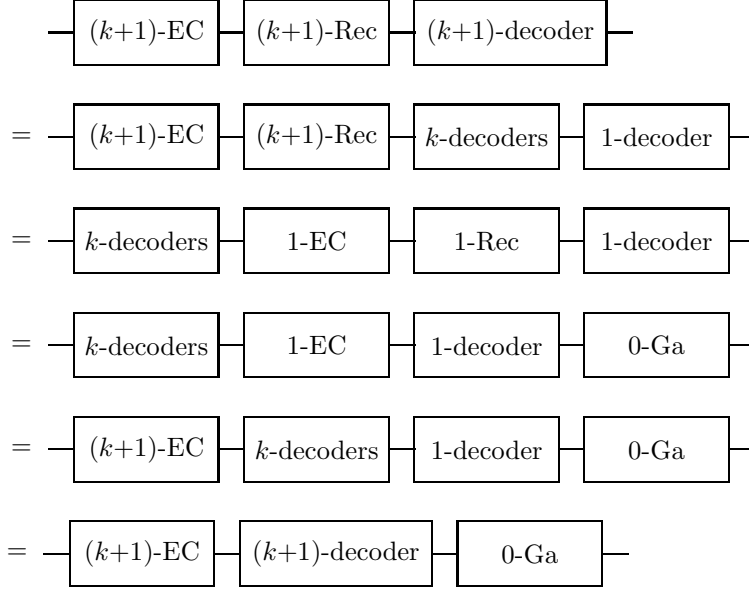 (k+1)-EC (k+1)-Rec (k+1)-decoder
= (k+1)-EC (k+1)-Rec k-decoders 1-decoder
= k-decoders 1-EC 1-Rec 1-decoder
= k-decoders 1-EC 1-decoder 0-Ga
= (k+1)-EC k-decoders 1-decoder 0-Ga
= (k+1)-EC (k+1)-decoder 0-Ga